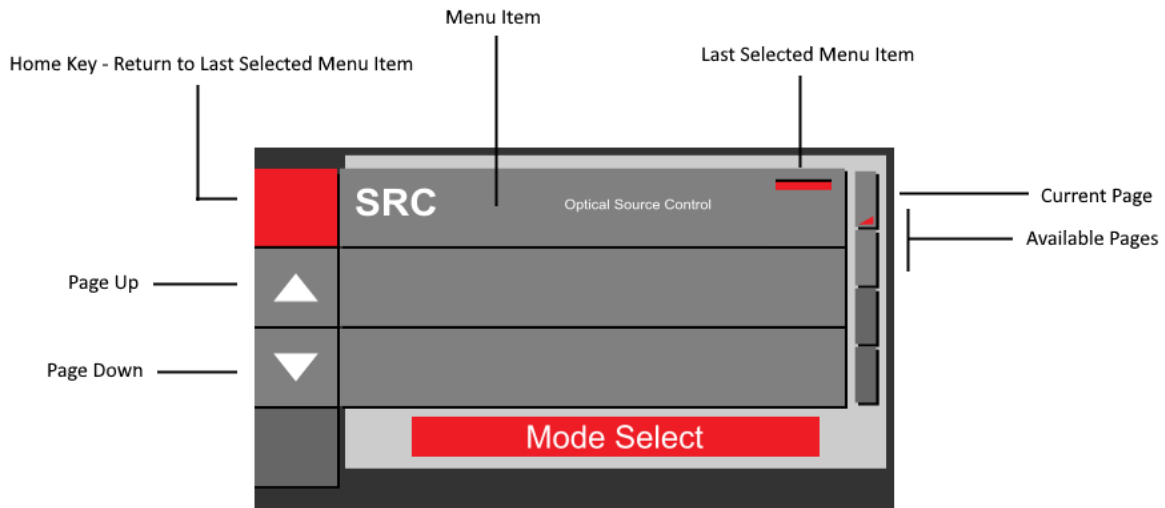 Menu Item
Home Key - Return to Last Selected Menu Item
Last Selected Menu Item
SRC
Optical Source Control
Current Page
Available Pages
Page Up
Page Down
Mode Select